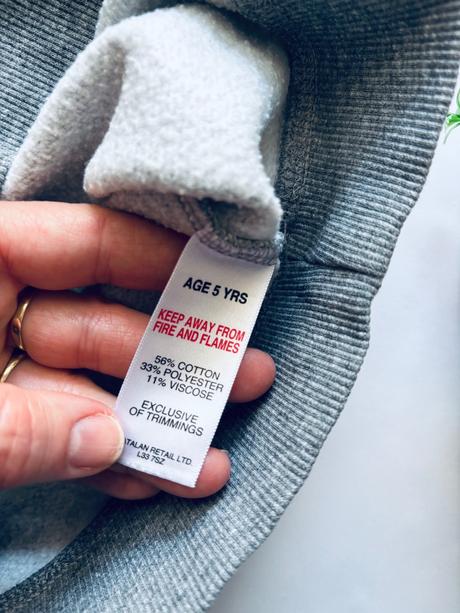 AGE 5 YRS
KEEP AWAY FROM
FIRE AND FLAMES
56% COTTON
33% POLYESTER
11% VISCOSE
EXCLUSIVE
OF TRIMMINGS
ATALAN RETAIL LTD.
L33 7SZ